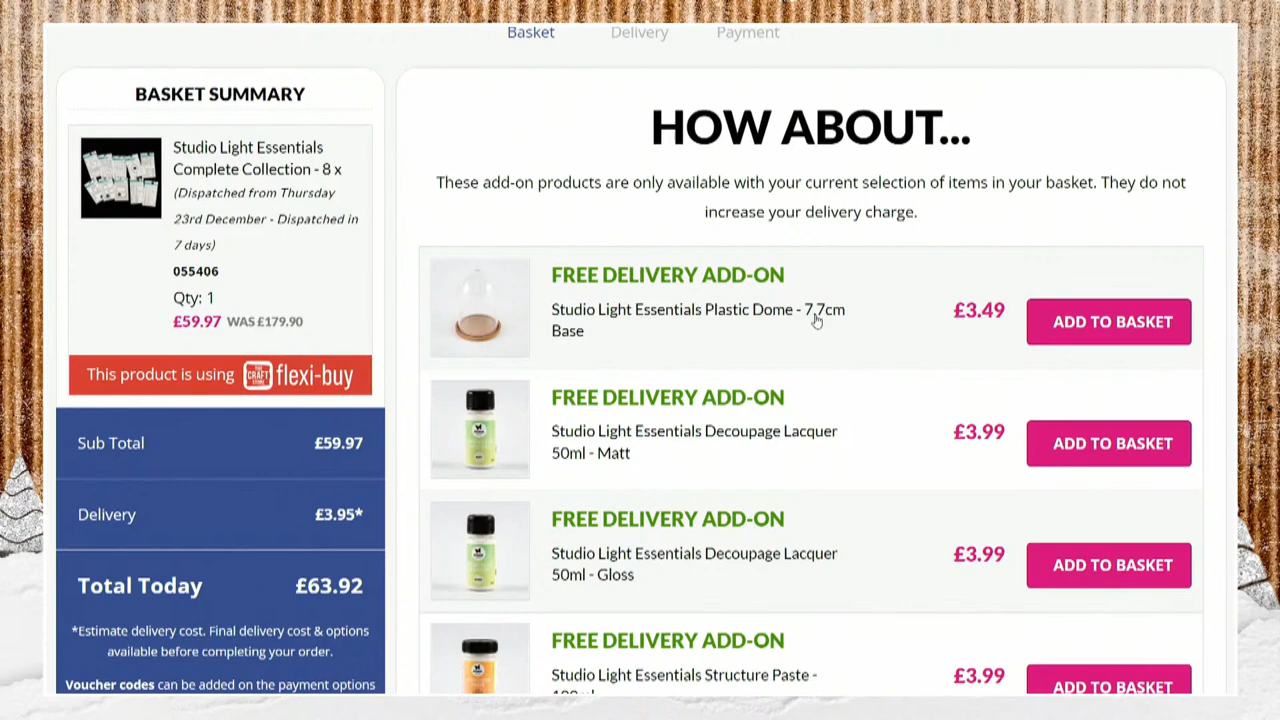 Basket
Delivery
Payment
BASKET SUMMARY
Studio Light Essentials
Complete Collection - 8 x
(Dispatched from Thursday
23rd December - Dispatched in
7 days)
055406
Qty: 1
£59.97 WAS £179.90
This product is using THE CRAFT STORE flexi-buy
Sub Total £59.97
Delivery £3.95*
Total Today £63.92
*Estimate delivery cost. Final delivery cost & options
available before completing your order.
Voucher codes can be added on the payment options
HOW ABOUT...
These add-on products are only available with your current selection of items in your basket. They do not
increase your delivery charge.
FREE DELIVERY ADD-ON
Studio Light Essentials Plastic Dome - 7.7cm
Base
£3.49
ADD TO BASKET
FREE DELIVERY ADD-ON
Studio Light Essentials Decoupage Lacquer
50ml - Matt
£3.99
ADD TO BASKET
FREE DELIVERY ADD-ON
Studio Light Essentials Decoupage Lacquer
50ml - Gloss
£3.99
ADD TO BASKET
FREE DELIVERY ADD-ON
Studio Light Essentials Structure Paste -
£3.99
ADD TO BASKET